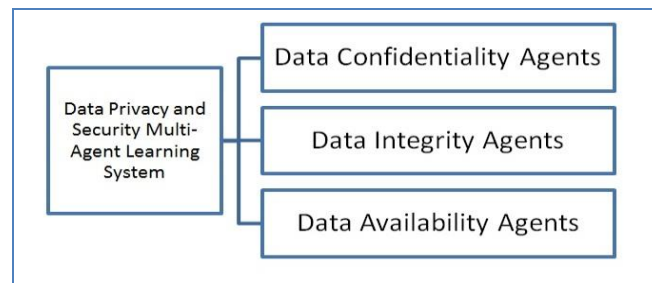 Data Privacy and
Security Multi-
Agent Learning
System
Data Confidentiality Agents
Data Integrity Agents
Data Availability Agents